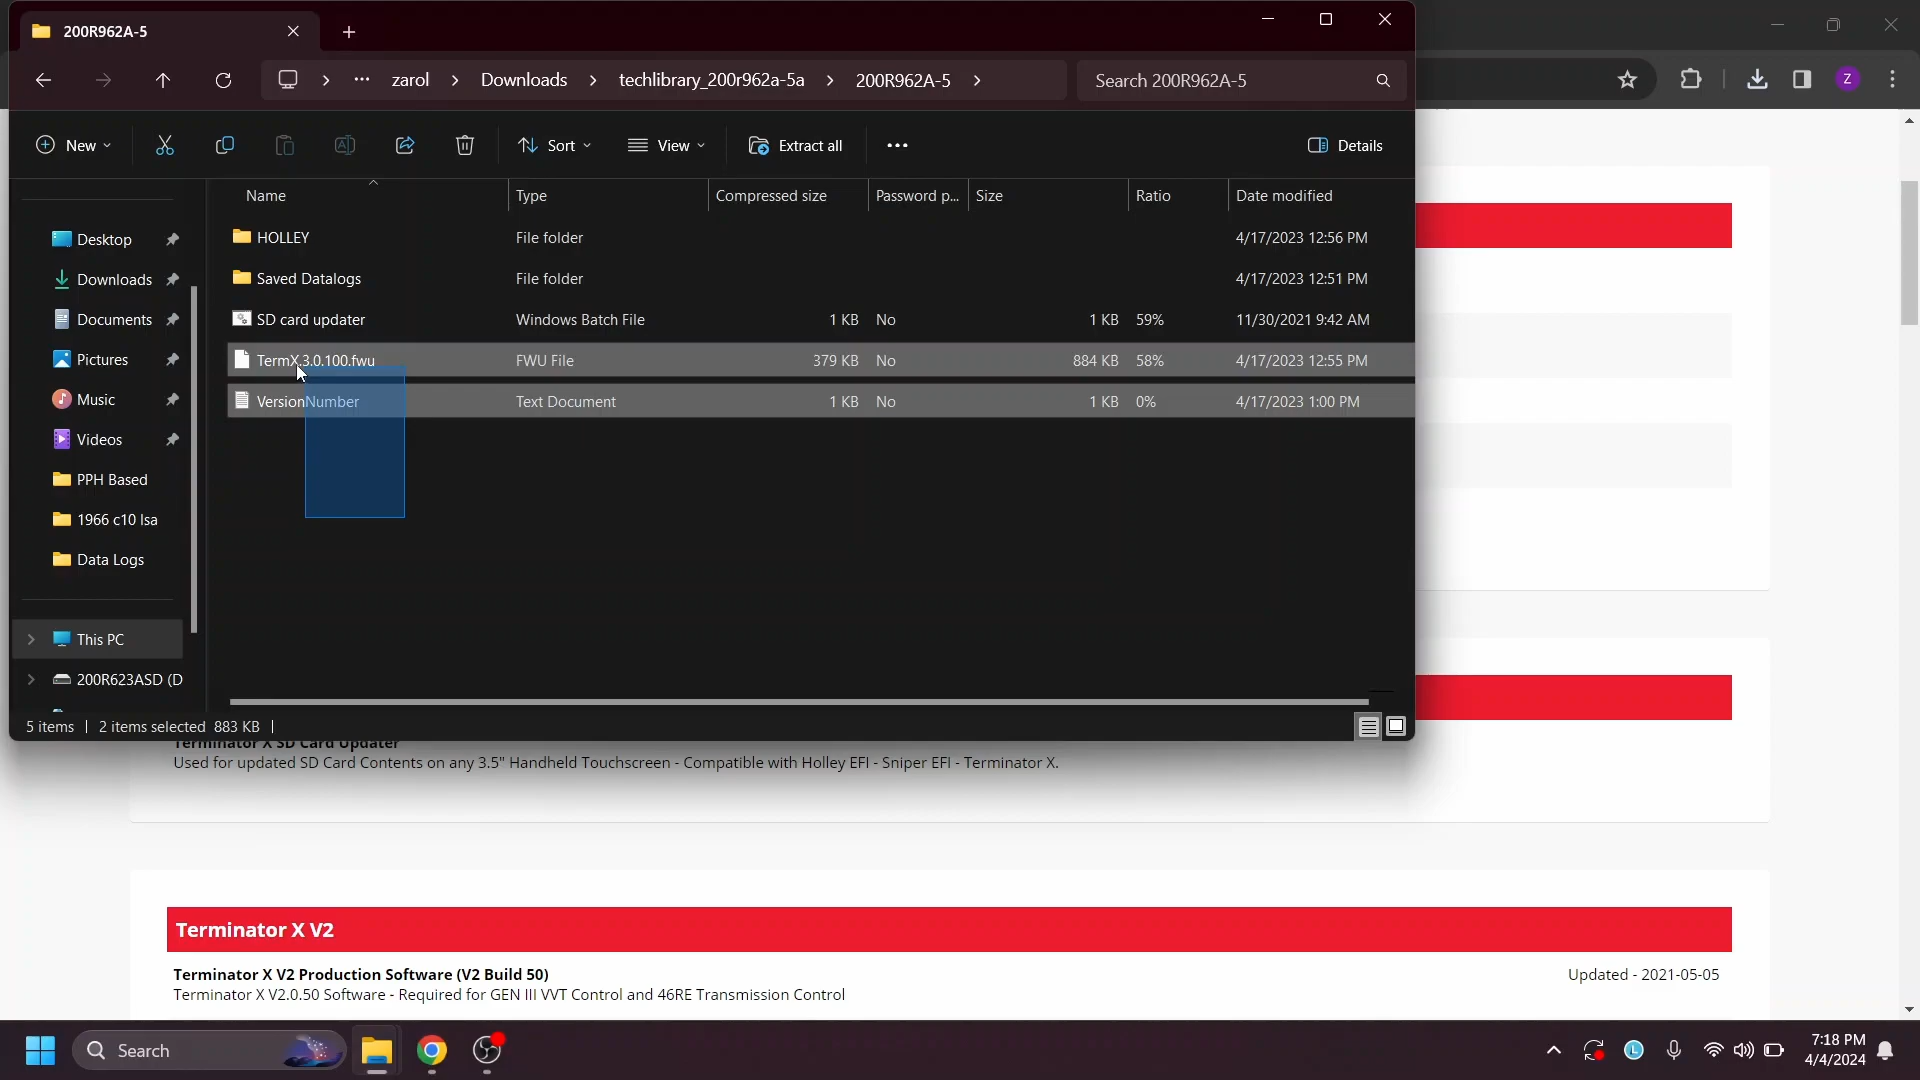 200R962A-5
zarol
Downloads
techlibrary_200r962a-5a
200R962A-5
Search 200R962A-5
Z
New
Sort
View
Extract all
Details
Name
Type
Compressed size
Password p...
Size
Ratio
Date modified
HOLLEY
File folder
4/17/2023 12:56 PM
Saved Datalogs
File folder
4/17/2023 12:51 PM
SD card updater
Windows Batch File
1 KB
No
1 KB
59%
11/30/2021 9:42 AM
TermX.3.0.100.fwu
FWU File
379 KB
No
884 KB
58%
4/17/2023 12:55 PM
VersionNumber
Text Document
1 KB
No
1 KB
0%
4/17/2023 1:00 PM
Desktop
Downloads
Documents
Pictures
Music
Videos
PPH Based
1966 c10 lsa
Data Logs
This PC
200R623ASD (D
5 items
2 items selected 883 KB
Terminator X SD Card Updater
Used for updated SD Card Contents on any 3.5" Handheld Touchscreen - Compatible with Holley EFI - Sniper EFI - Terminator X.
Terminator X V2
Terminator X V2 Production Software (V2 Build 50)
Updated - 2021-05-05
Terminator X V2.0.50 Software - Required for GEN III VVT Control and 46RE Transmission Control
Search
L
7:18 PM
4/4/2024